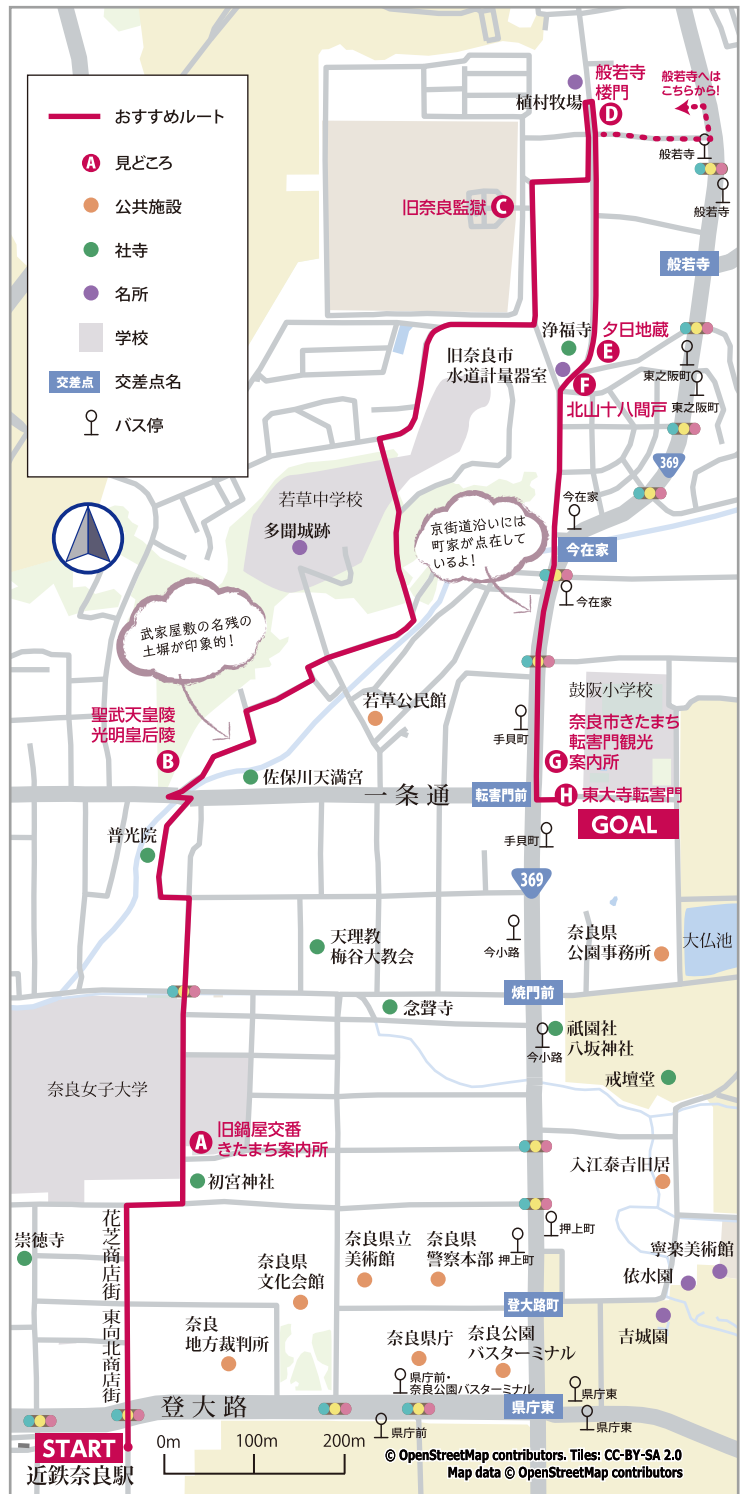 おすすめルート
A 見どころ
公共施設
社寺
名所
学校
交差点 交差点名
バス停
植村牧場
般若寺
楼門
D
般若寺へは
こちらから!
般若寺
般若寺
般若寺
旧奈良監獄 C
浄福寺
夕日地蔵
E
旧奈良市
水道計量器室
F
北山十八間戸
東之阪町
東之阪町
369
若草中学校
多聞城跡
京街道沿いには
町家が点在して
いるよ!
今在家
今在家
今在家
武家屋敷の名残の
土塀が印象的!
聖武天皇陵
光明皇后陵
B
若草公民館
鼓阪小学校
手貝町
奈良市きたまち
転害門観光
案内所
G
佐保川天満宮
一条通
転害門前
H 東大寺転害門
GOAL
普光院
手貝町
369
天理教
梅谷大教会
今小路
奈良県
公園事務所
大仏池
焼門前
念聲寺
祇園社
八坂神社
今小路
戒壇堂
奈良女子大学
A
旧鍋屋交番
きたまち案内所
初宮神社
入江泰𠮷旧居
花芝商店街
崇徳寺
押上町
押上町
奈良県立
美術館
奈良県
警察本部
奈良県
文化会館
寧楽美術館
依水園
登大路町
吉城園
東向北商店街
奈良
地方裁判所
奈良県庁
奈良公園
バスターミナル
県庁前・
奈良公園バスターミナル
登大路
県庁前
県庁東
県庁東
県庁東
START
近鉄奈良駅
0m 100m 200m
© OpenStreetMap contributors. Tiles: CC-BY-SA 2.0
Map data © OpenStreetMap contributors